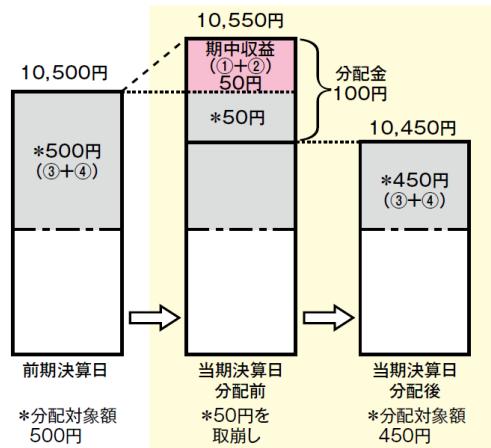 10,550円
期中収益
(①+②)
50円
10,500円
分配金
100円
*50円
10,450円
*500円
(③+④)
*450円
(③+④)
前期決算日
当期決算日
分配前
当期決算日
分配後
*分配対象額
500円
*50円を
取崩し
*分配対象額
450円